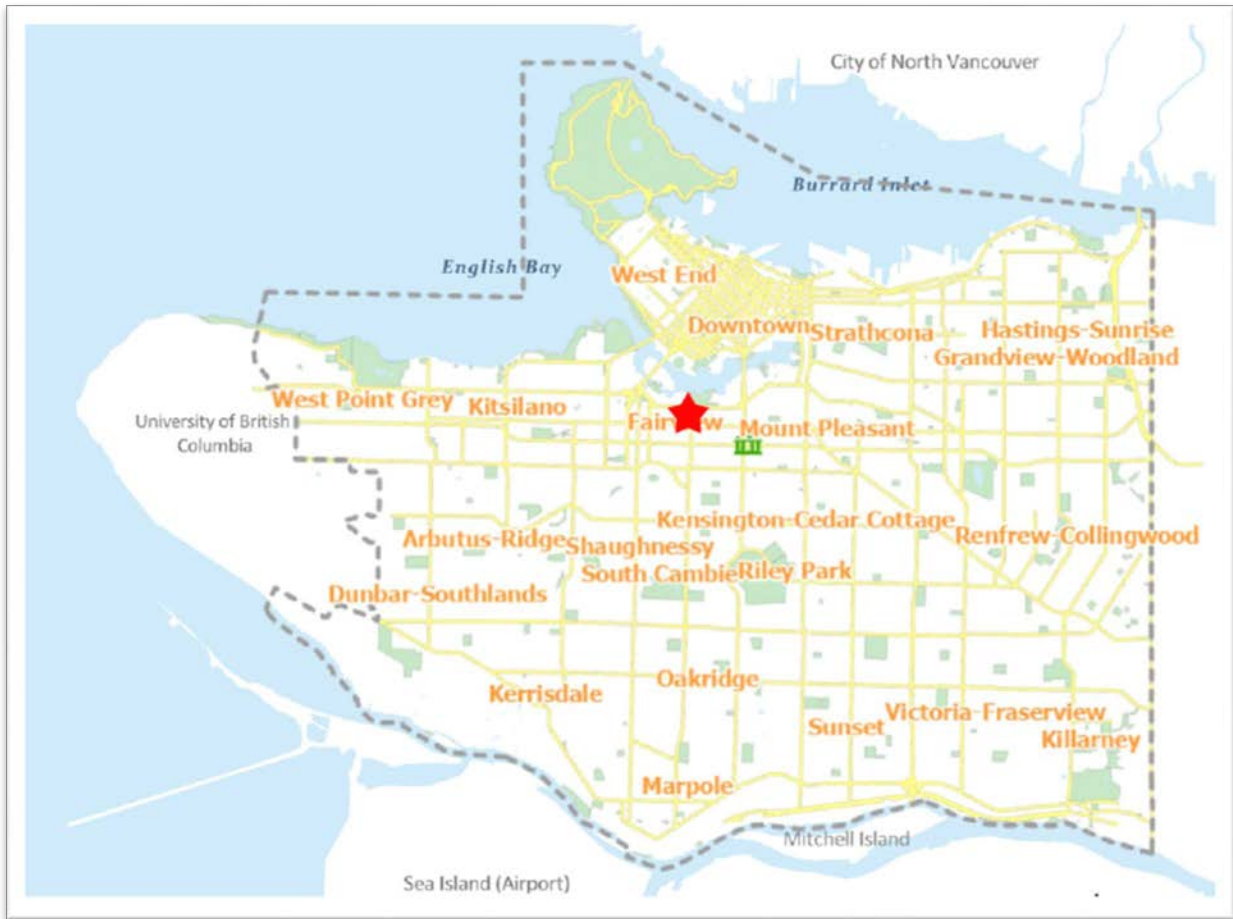 City of North Vancouver
Burrard Inlet
English Bay
West End
Downtown
Strathcona
Hastings-Sunrise
Grandview-Woodland
West Point Grey
Kitsilano
University of British
Columbia
Mount Pleasant
Kensington-Cedar Cottage
Arbutus-Ridge
Shaughnessy
Renfrew-Collingwood
South Cambie
Riley Park
Dunbar-Southlands
Oakridge
Kerrisdale
Victoria-Fraserview
Sunset
Killarney
Marpole
Mitchell Island
Sea Island (Airport)